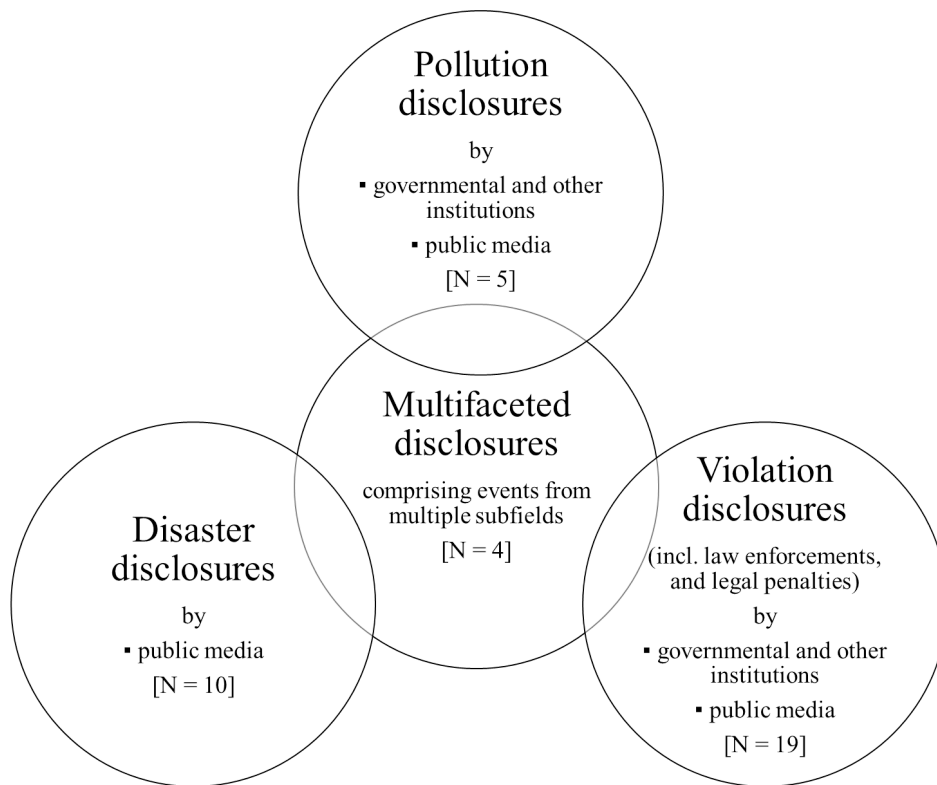 Pollution
disclosures
by
▪ governmental and other
institutions
▪ public media
[N = 5]
Multifaceted
disclosures
comprising events from
multiple subfields
[N = 4]
Disaster
disclosures
by
▪ public media
[N = 10]
Violation
disclosures
(incl. law enforcements,
and legal penalties)
by
▪ governmental and other
institutions
▪ public media
[N = 19]